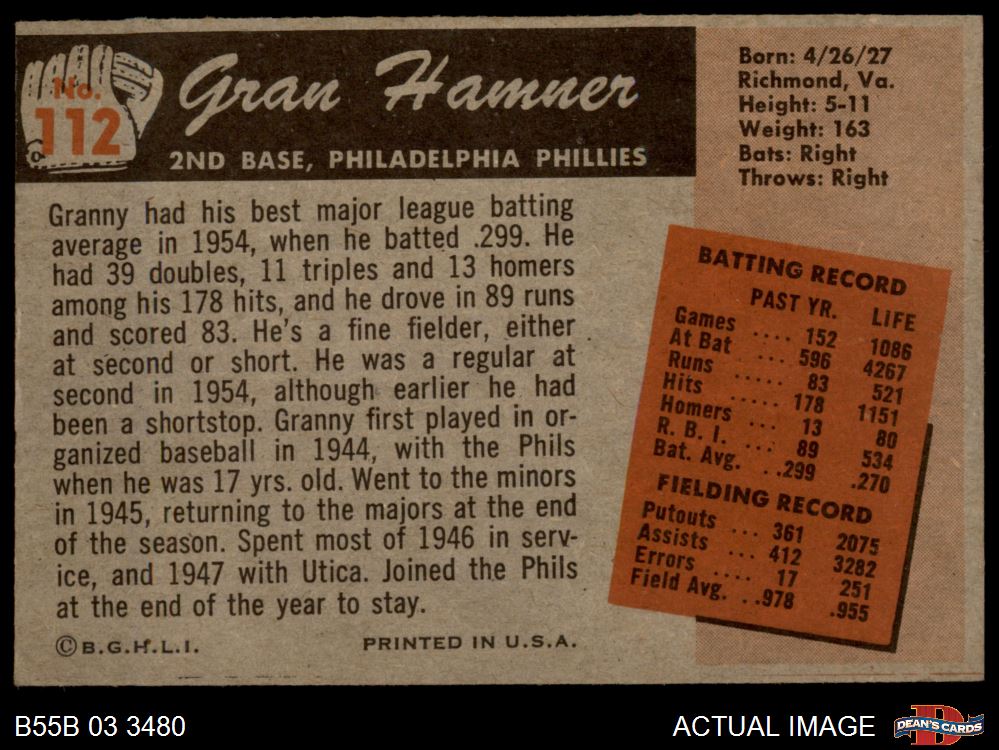 No.
112
Gran Hamner
2ND BASE, PHILADELPHIA PHILLIES
Born: 4/26/27
Richmond, Va.
Height: 5-11
Weight: 163
Bats: Right
Throws: Right
Granny had his best major league batting
average in 1954, when he batted .299. He
had 39 doubles, 11 triples and 13 homers
among his 178 hits, and he drove in 89 runs
and scored 83. He's a fine fielder, either
at second or short. He was a regular at
second in 1954, although earlier he had
been a shortstop. Granny first played in or-
ganized baseball in 1944, with the Phils
when he was 17 yrs. old. Went to the minors
in 1945, returning to the majors at the end
of the season. Spent most of 1946 in serv-
ice, and 1947 with Utica. Joined the Phils
at the end of the year to stay.
©B.G.H.L.I. PRINTED IN U.S.A.
BATTING RECORD
PAST YR. LIFE
Games .... 152 1086
At Bat ... 596 4267
Runs ..... 83 521
Hits ..... 178 1151
Homers ... 13 80
R. B. I. ... 89 534
Bat. Avg. ..299 .270
FIELDING RECORD
Putouts ... 361 2075
Assists ... 412 3282
Errors .... 17 251
Field Avg. ..978 .955
B55B 03 3480 ACTUAL IMAGE DEAN'S CARDS